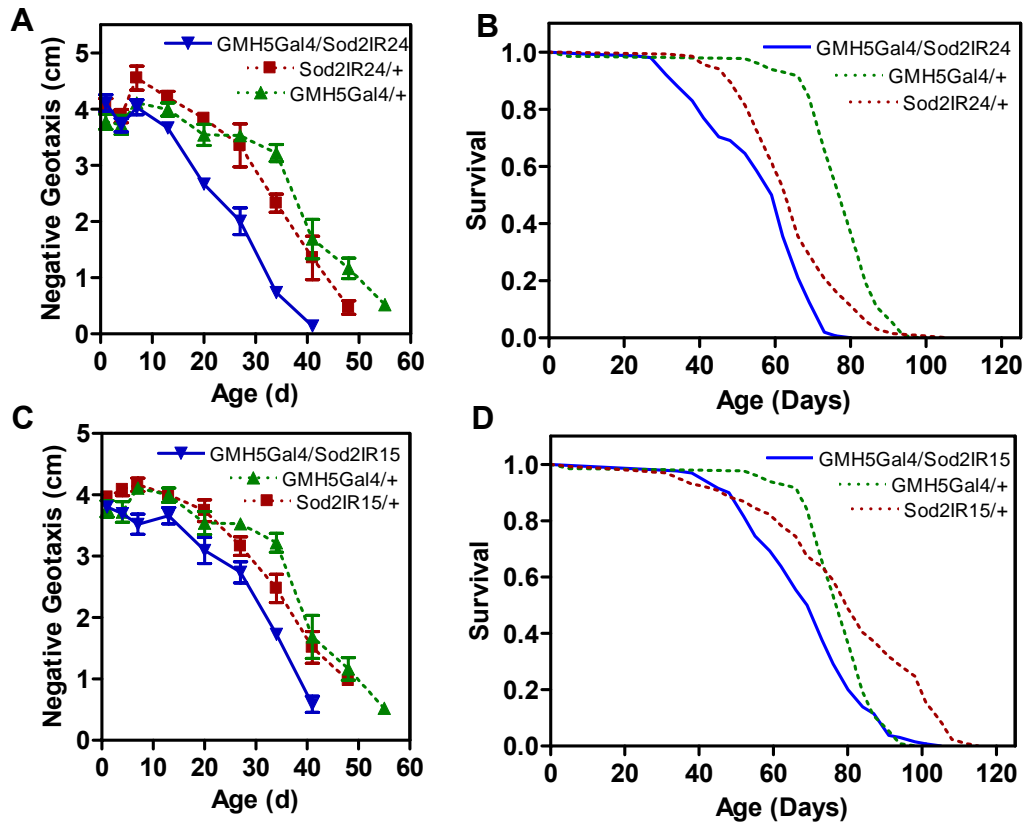 A
GMH5Gal4/Sod2IR24
Sod2IR24/+
GMH5Gal4/+
Negative Geotaxis (cm)
5
4
3
2
1
0
0 10 20 30 40 50 60
Age (d)
B
GMH5Gal4/Sod2IR24
GMH5Gal4/+
Sod2IR24/+
Survival
1.0
0.8
0.6
0.4
0.2
0.0
0 20 40 60 80 100 120
Age (Days)
C
GMH5Gal4/Sod2IR15
GMH5Gal4/+
Sod2IR15/+
Negative Geotaxis (cm)
5
4
3
2
1
0
0 10 20 30 40 50 60
Age (d)
D
GMH5Gal4/Sod2IR15
GMH5Gal4/+
Sod2IR15/+
Survival
1.0
0.8
0.6
0.4
0.2
0.0
0 20 40 60 80 100 120
Age (Days)